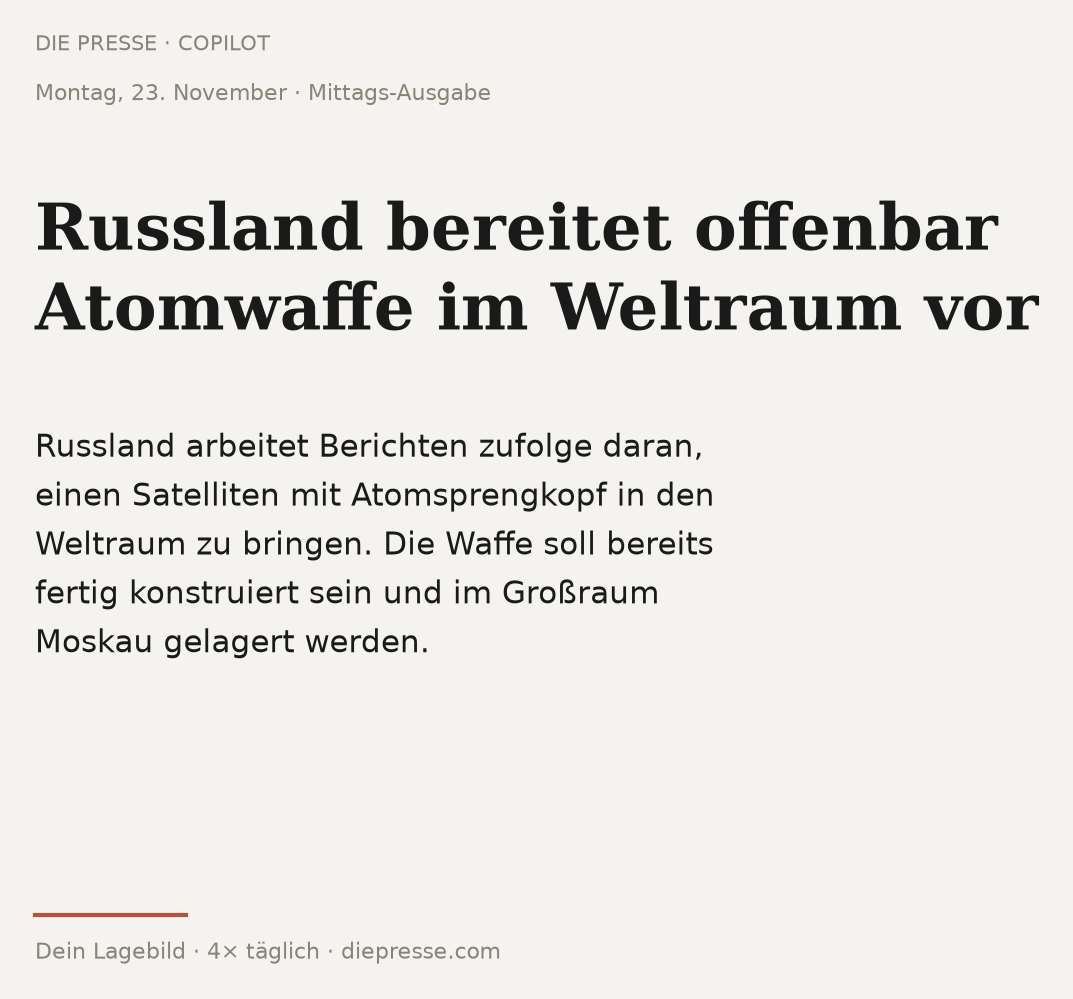 DIE PRESSE · COPILOT
Montag, 23. November · Mittags-Ausgabe
Russland bereitet offenbar
Atomwaffe im Weltraum vor
Russland arbeitet Berichten zufolge daran,
einen Satelliten mit Atomsprengkopf in den
Weltraum zu bringen. Die Waffe soll bereits
fertig konstruiert sein und im Großraum
Moskau gelagert werden.
Dein Lagebild · 4× täglich · diepresse.com